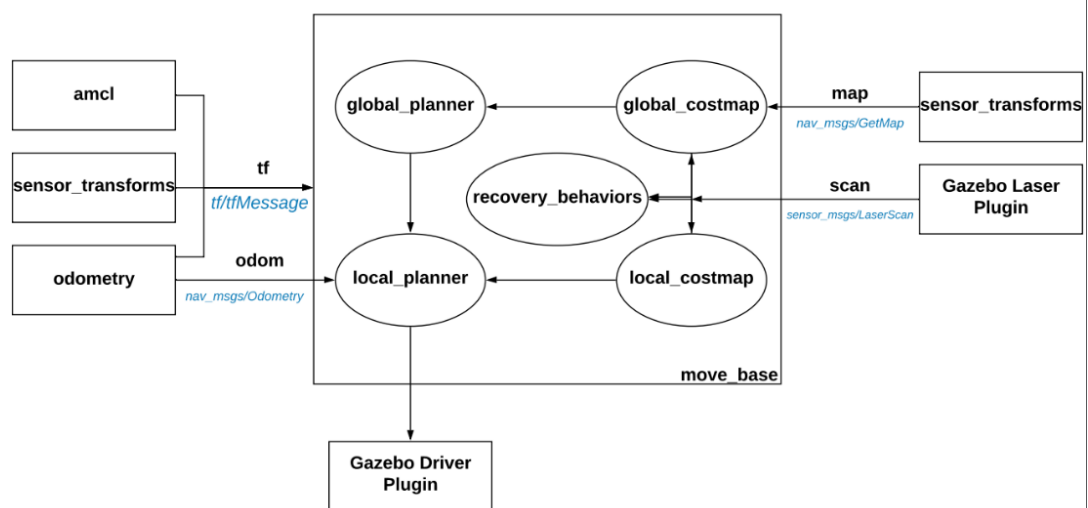 amcl
sensor_transforms
odometry
tf
tf/tfMessage
odom
nav_msgs/Odometry
global_planner
global_costmap
recovery_behaviors
local_planner
local_costmap
move_base
map
nav_msgs/GetMap
sensor_transforms
scan
sensor_msgs/LaserScan
Gazebo Laser
Plugin
Gazebo Driver
Plugin